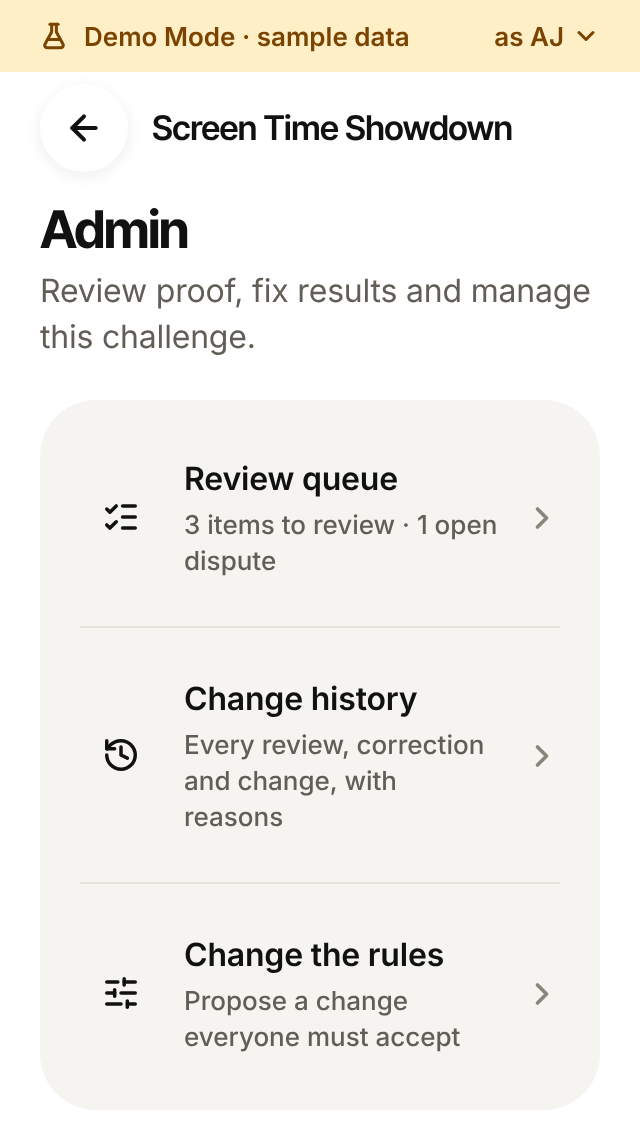 Demo Mode · sample data
as AJ
Screen Time Showdown
Admin
Review proof, fix results and manage
this challenge.
Review queue
3 items to review · 1 open
dispute
Change history
Every review, correction
and change, with
reasons
Change the rules
Propose a change
everyone must accept